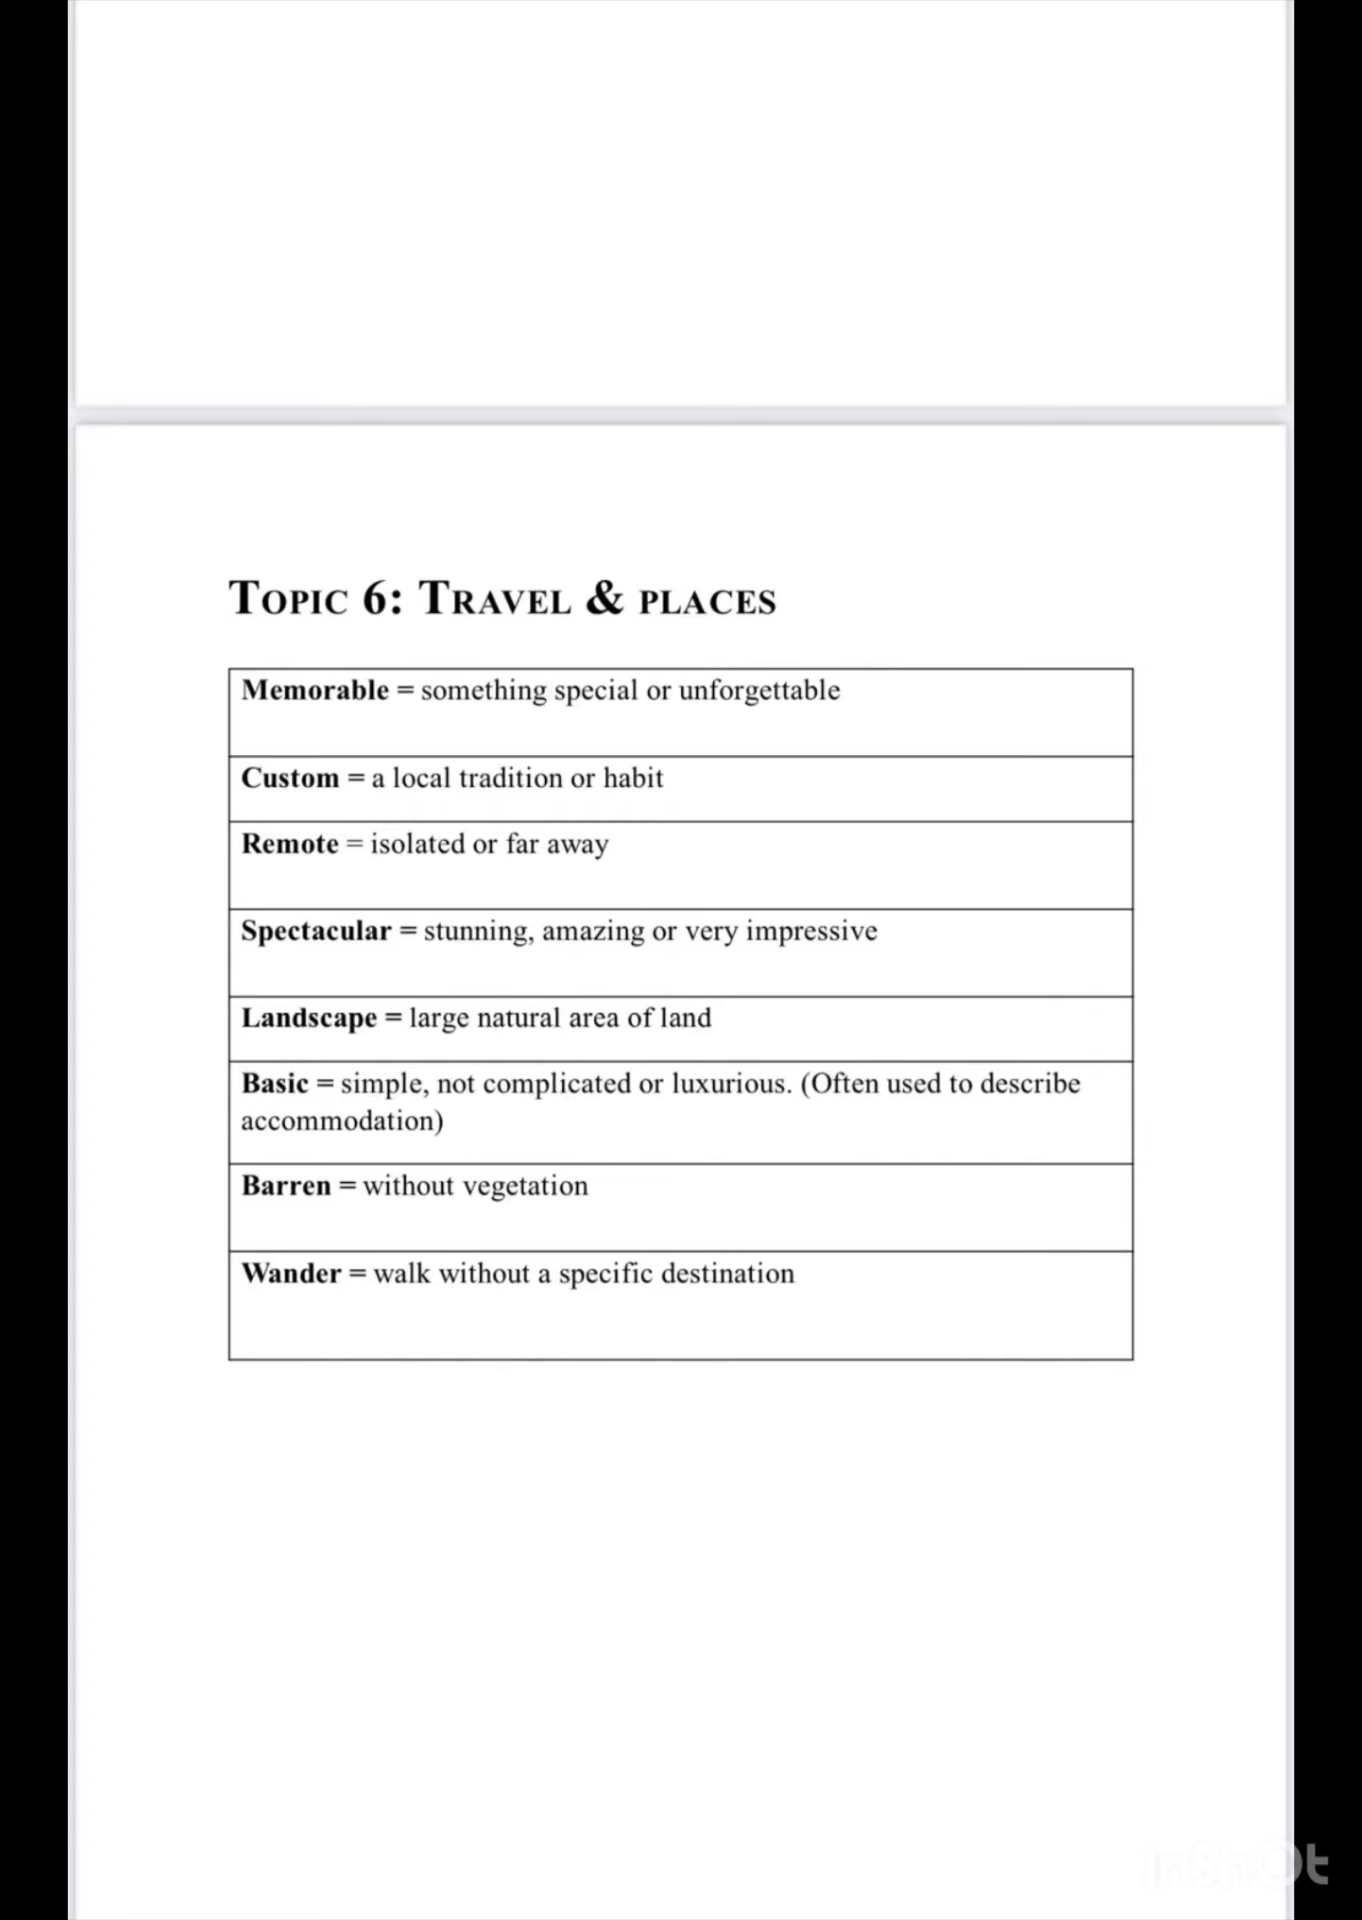 TOPIC 6: TRAVEL & PLACES
Memorable = something special or unforgettable
Custom = a local tradition or habit
Remote = isolated or far away
Spectacular = stunning, amazing or very impressive
Landscape = large natural area of land
Basic = simple, not complicated or luxurious. (Often used to describe
accommodation)
Barren = without vegetation
Wander = walk without a specific destination
InShot